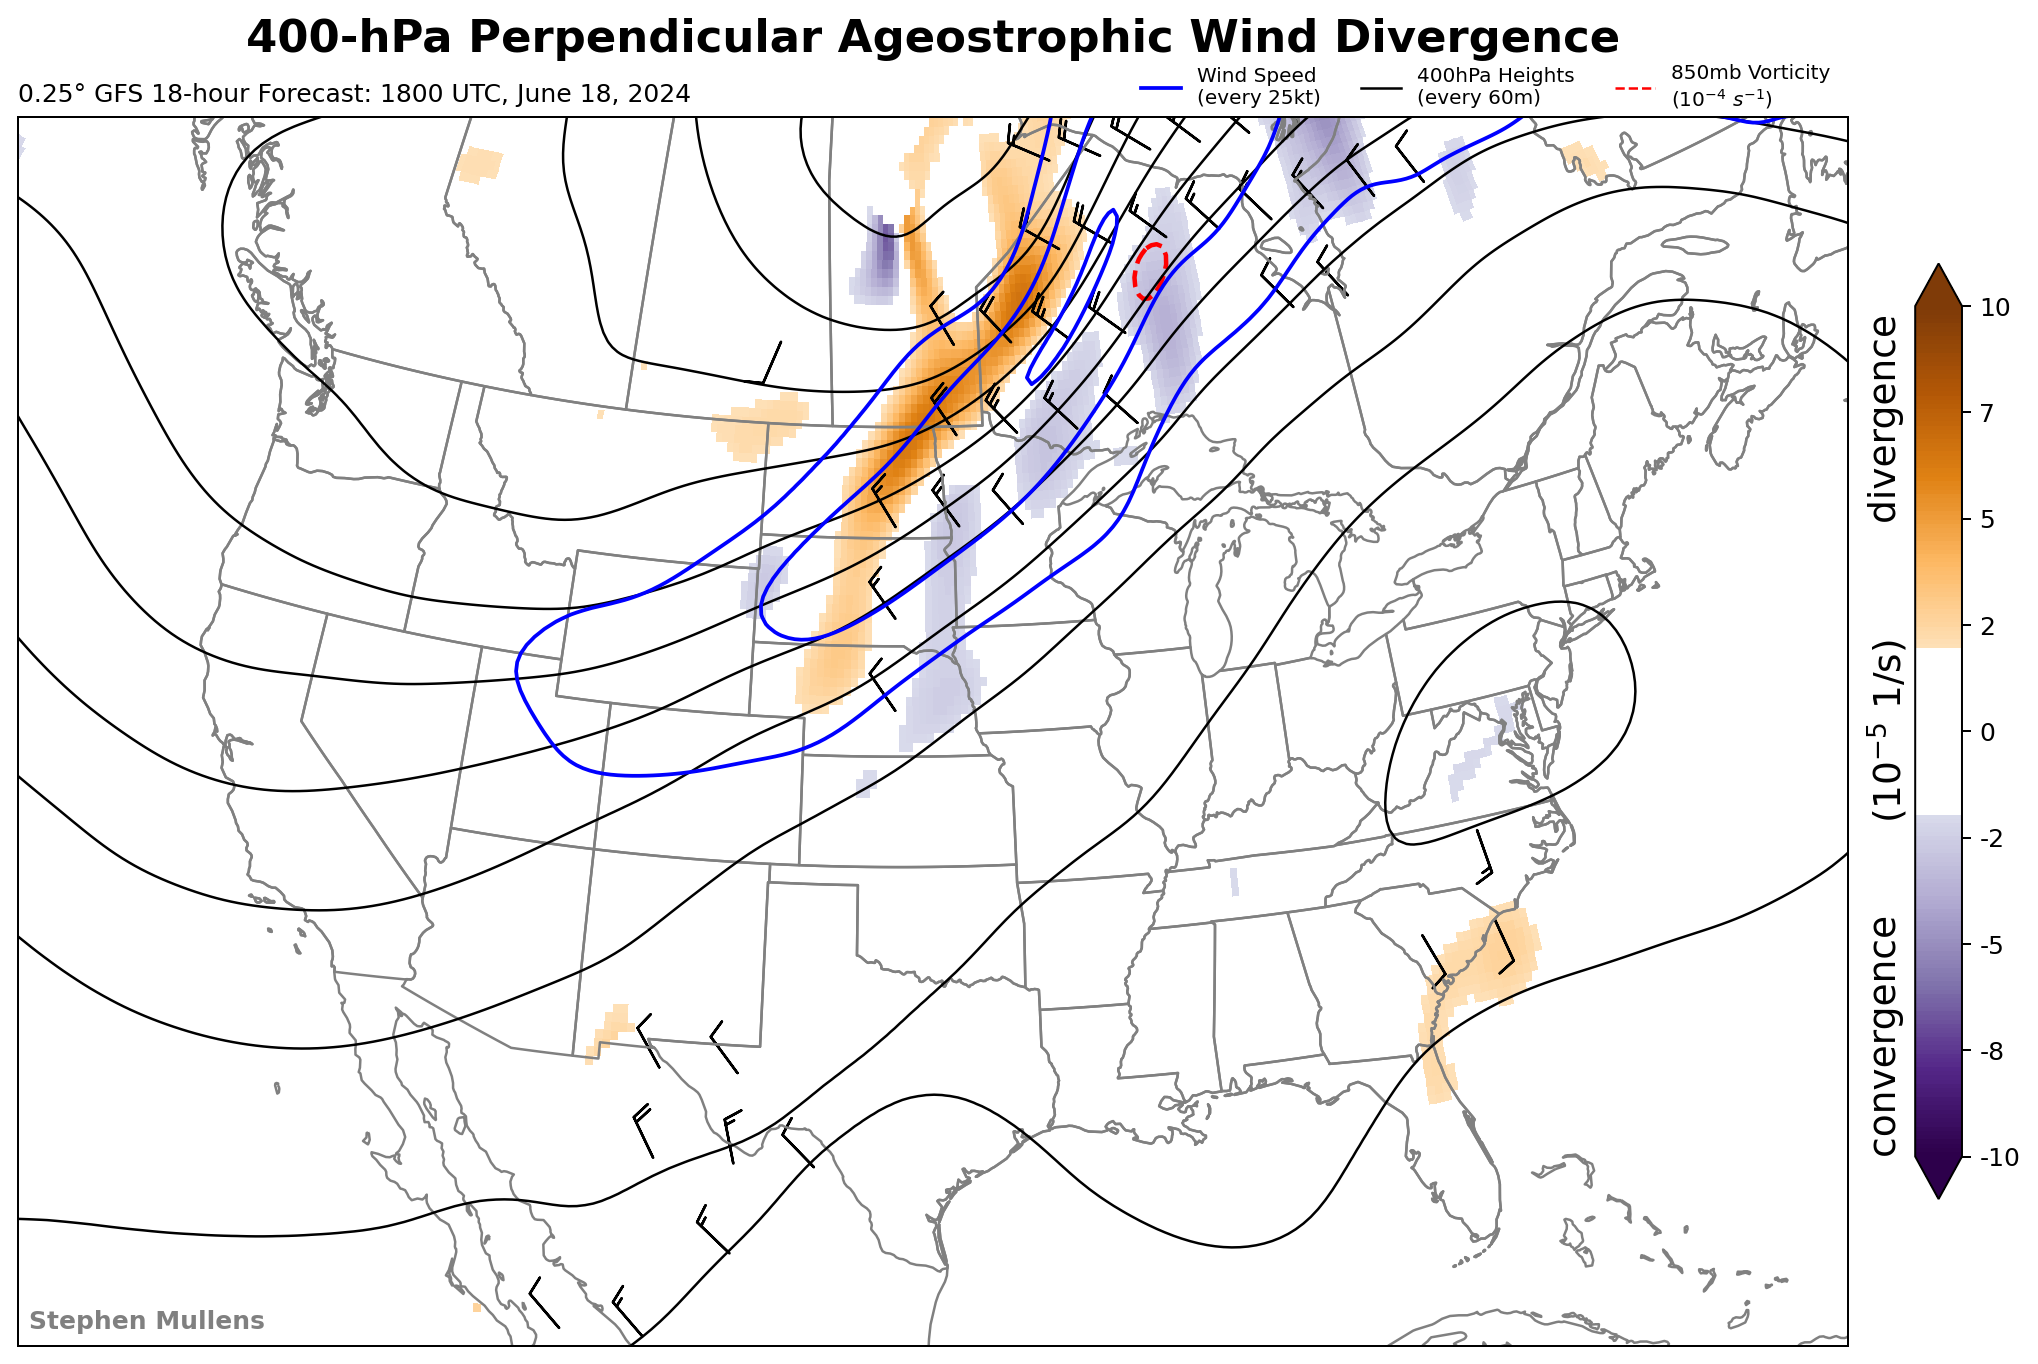 400-hPa Perpendicular Ageostrophic Wind Divergence
0.25° GFS 18-hour Forecast: 1800 UTC, June 18, 2024
Wind Speed
(every 25kt)
400hPa Heights
(every 60m)
850mb Vorticity
(10⁻⁴ s⁻¹)
10
7
5
2
0
-2
-5
-8
-10
convergence (10⁻⁵ 1/s) divergence
Stephen Mullens